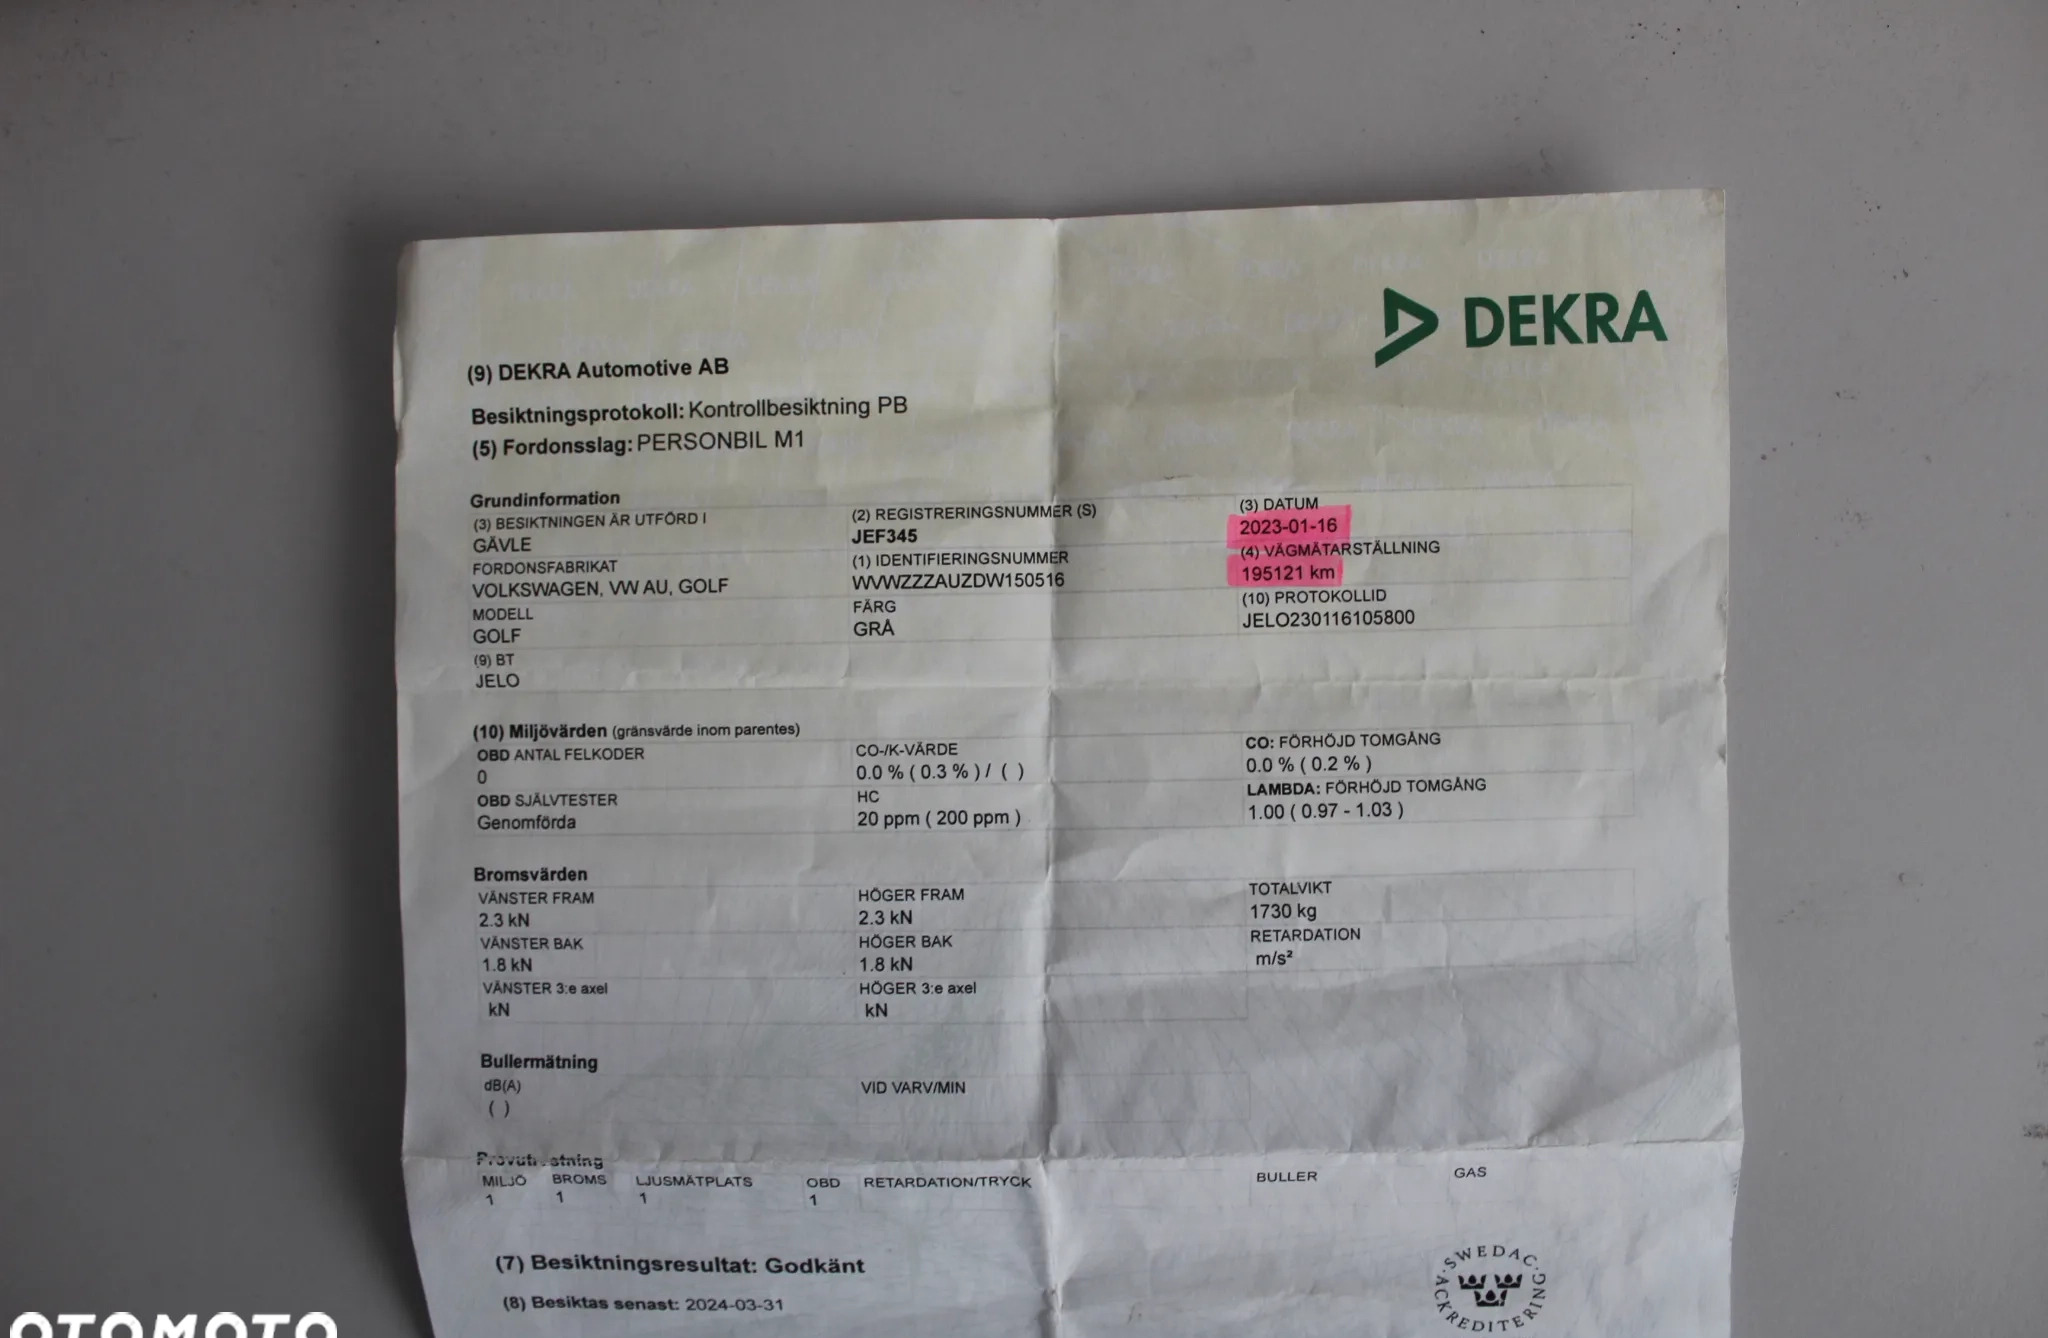 DEKRA
(9) DEKRA Automotive AB
Besiktningsprotokoll: Kontrollbesiktning PB
(5) Fordonsslag: PERSONBIL M1
Grundinformation
(3) BESIKTNINGEN ÄR UTFÖRD I (2) REGISTRERINGSNUMMER (S) (3) DATUM
GÄVLE JEF345 2023-01-16
FORDONSFABRIKAT (1) IDENTIFIERINGSNUMMER (4) VÄGMÄTARSTÄLLNING
VOLKSWAGEN, VW AU, GOLF WVWZZZAUZDW150516 195121 km
MODELL FÄRG (10) PROTOKOLLID
GOLF GRÅ JELO230116105800
(9) BT
JELO
(10) Miljövärden (gränsvärde inom parentes)
OBD ANTAL FELKODER CO-/K-VÄRDE CO: FÖRHÖJD TOMGÅNG
0 0.0 % ( 0.3 % ) / ( ) 0.0 % ( 0.2 % )
OBD SJÄLVTESTER HC LAMBDA: FÖRHÖJD TOMGÅNG
Genomförda 20 ppm ( 200 ppm ) 1.00 ( 0.97 - 1.03 )
Bromsvärden
VÄNSTER FRAM HÖGER FRAM TOTALVIKT
2.3 kN 2.3 kN 1730 kg
VÄNSTER BAK HÖGER BAK RETARDATION
1.8 kN 1.8 kN m/s²
VÄNSTER 3:e axel HÖGER 3:e axel
kN kN
Bullermätning
dB(A) VID VARV/MIN
( )
MILJÖ BROMS LJUSMÄTPLATS OBD RETARDATION/TRYCK BULLER GAS
1 1 1 1
(7) Besiktningsresultat: Godkänt
(8) Besiktas senast: 2024-03-31
SWEDAC ACKREDITERING
OTOMOTO